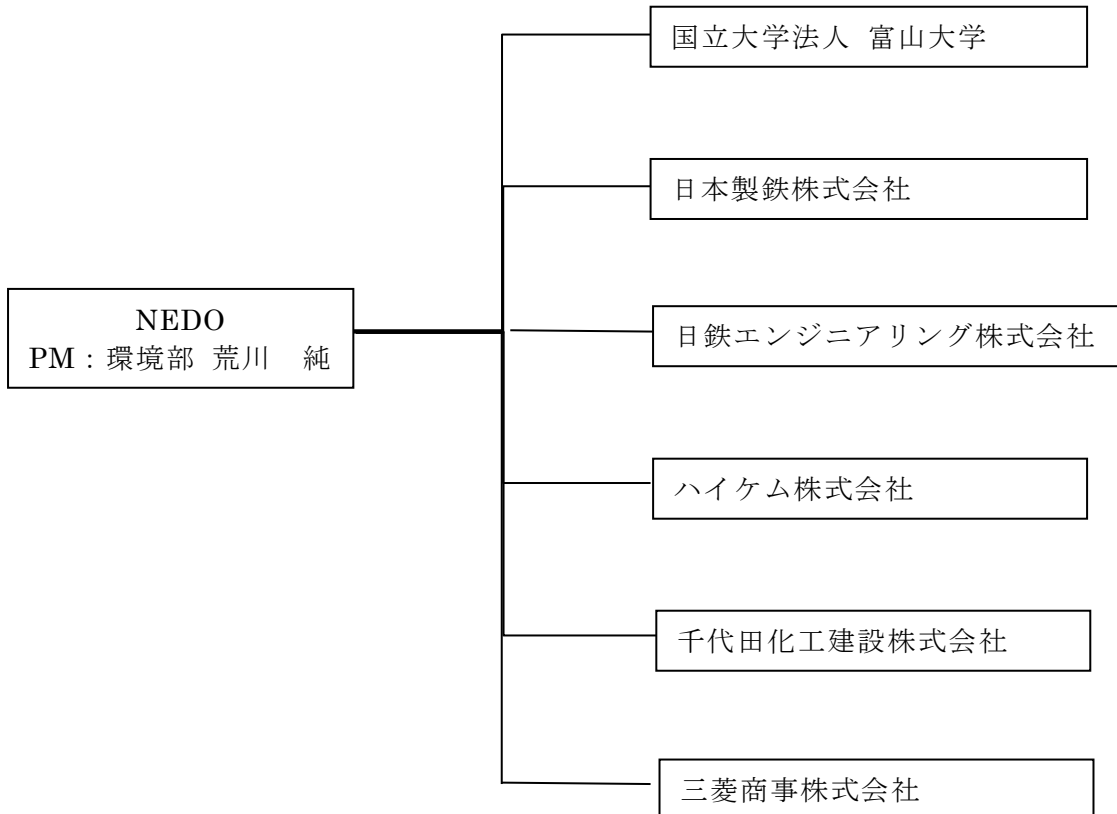 国立大学法人 富山大学
日本製鉄株式会社
NEDO
PM：環境部 荒川　純
日鉄エンジニアリング株式会社
ハイケム株式会社
千代田化工建設株式会社
三菱商事株式会社